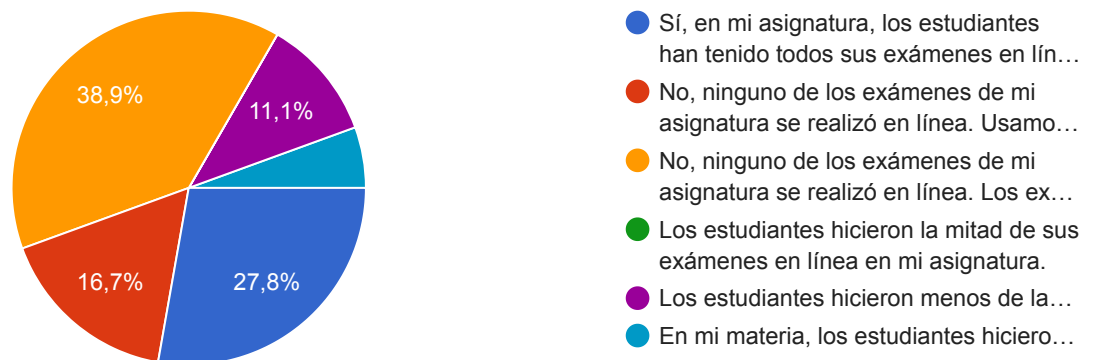 38,9%
11,1%
16,7%
27,8%
Sí, en mi asignatura, los estudiantes
han tenido todos sus exámenes en lín…
No, ninguno de los exámenes de mi
asignatura se realizó en línea. Usamo…
No, ninguno de los exámenes de mi
asignatura se realizó en línea. Los ex…
Los estudiantes hicieron la mitad de sus
exámenes en línea en mi asignatura.
Los estudiantes hicieron menos de la…
En mi materia, los estudiantes hiciero…